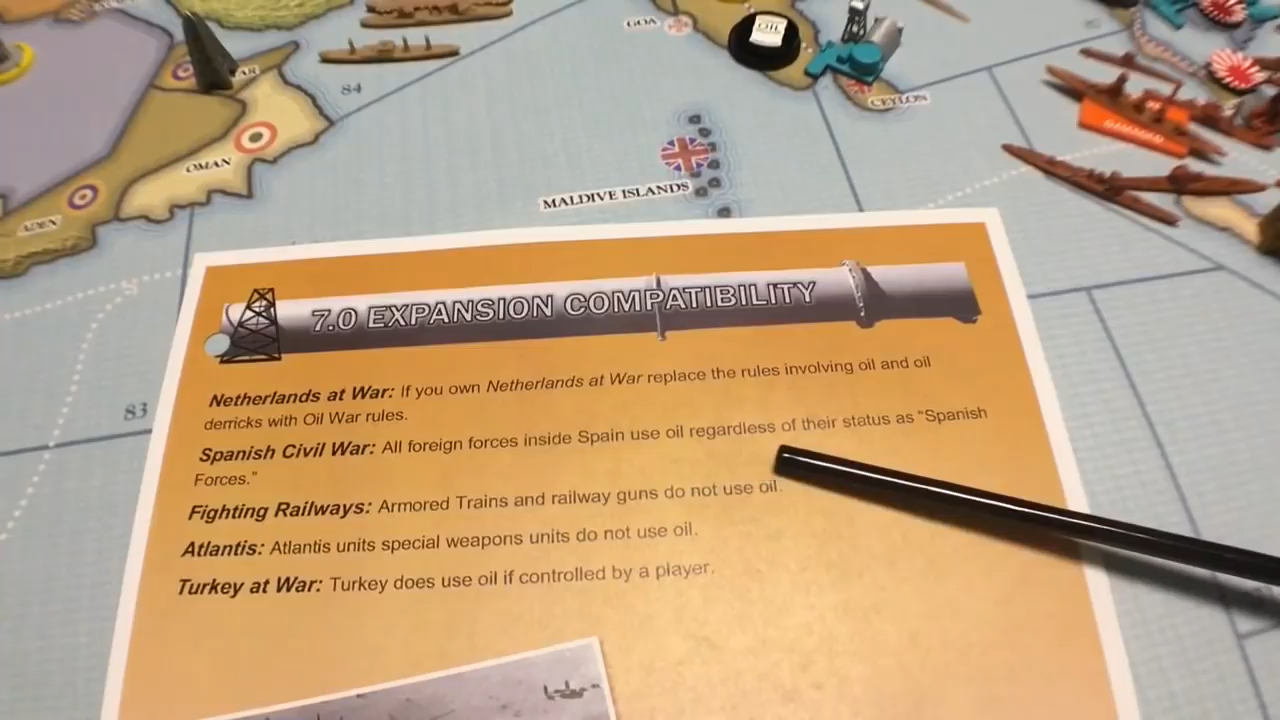 GOA
OIL
84
CEYLON
OMAN
MALDIVE ISLANDS
ADEN
7.0 EXPANSION COMPATIBILITY
83
Netherlands at War: If you own Netherlands at War replace the rules involving oil and oil
derricks with Oil War rules.
Spanish Civil War: All foreign forces inside Spain use oil regardless of their status as “Spanish
Forces.”
Fighting Railways: Armored Trains and railway guns do not use oil.
Atlantis: Atlantis units special weapons units do not use oil.
Turkey at War: Turkey does use oil if controlled by a player.